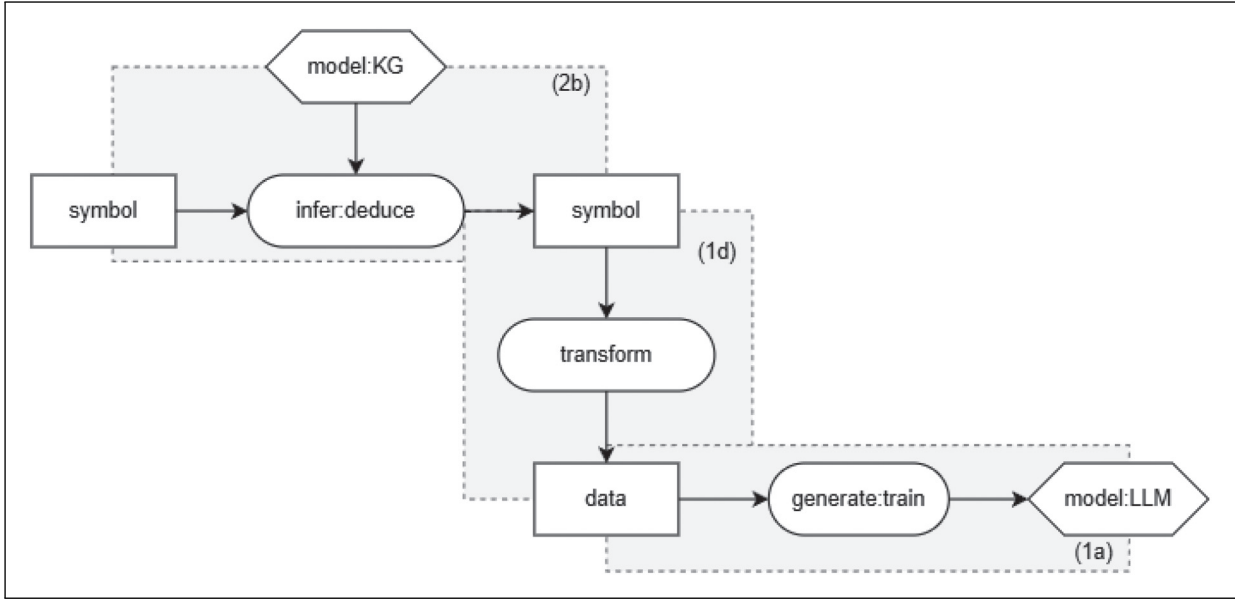 model:KG
(2b)
symbol
infer:deduce
symbol
(1d)
transform
data
generate:train
model:LLM
(1a)